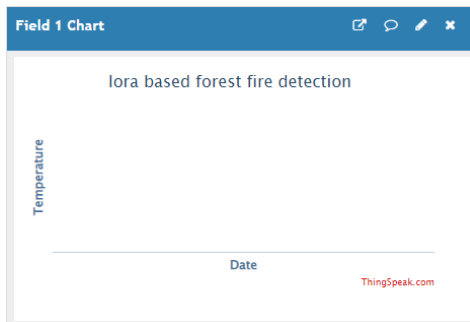 Field 1 Chart
lora based forest fire detection
Temperature
Date
ThingSpeak.com